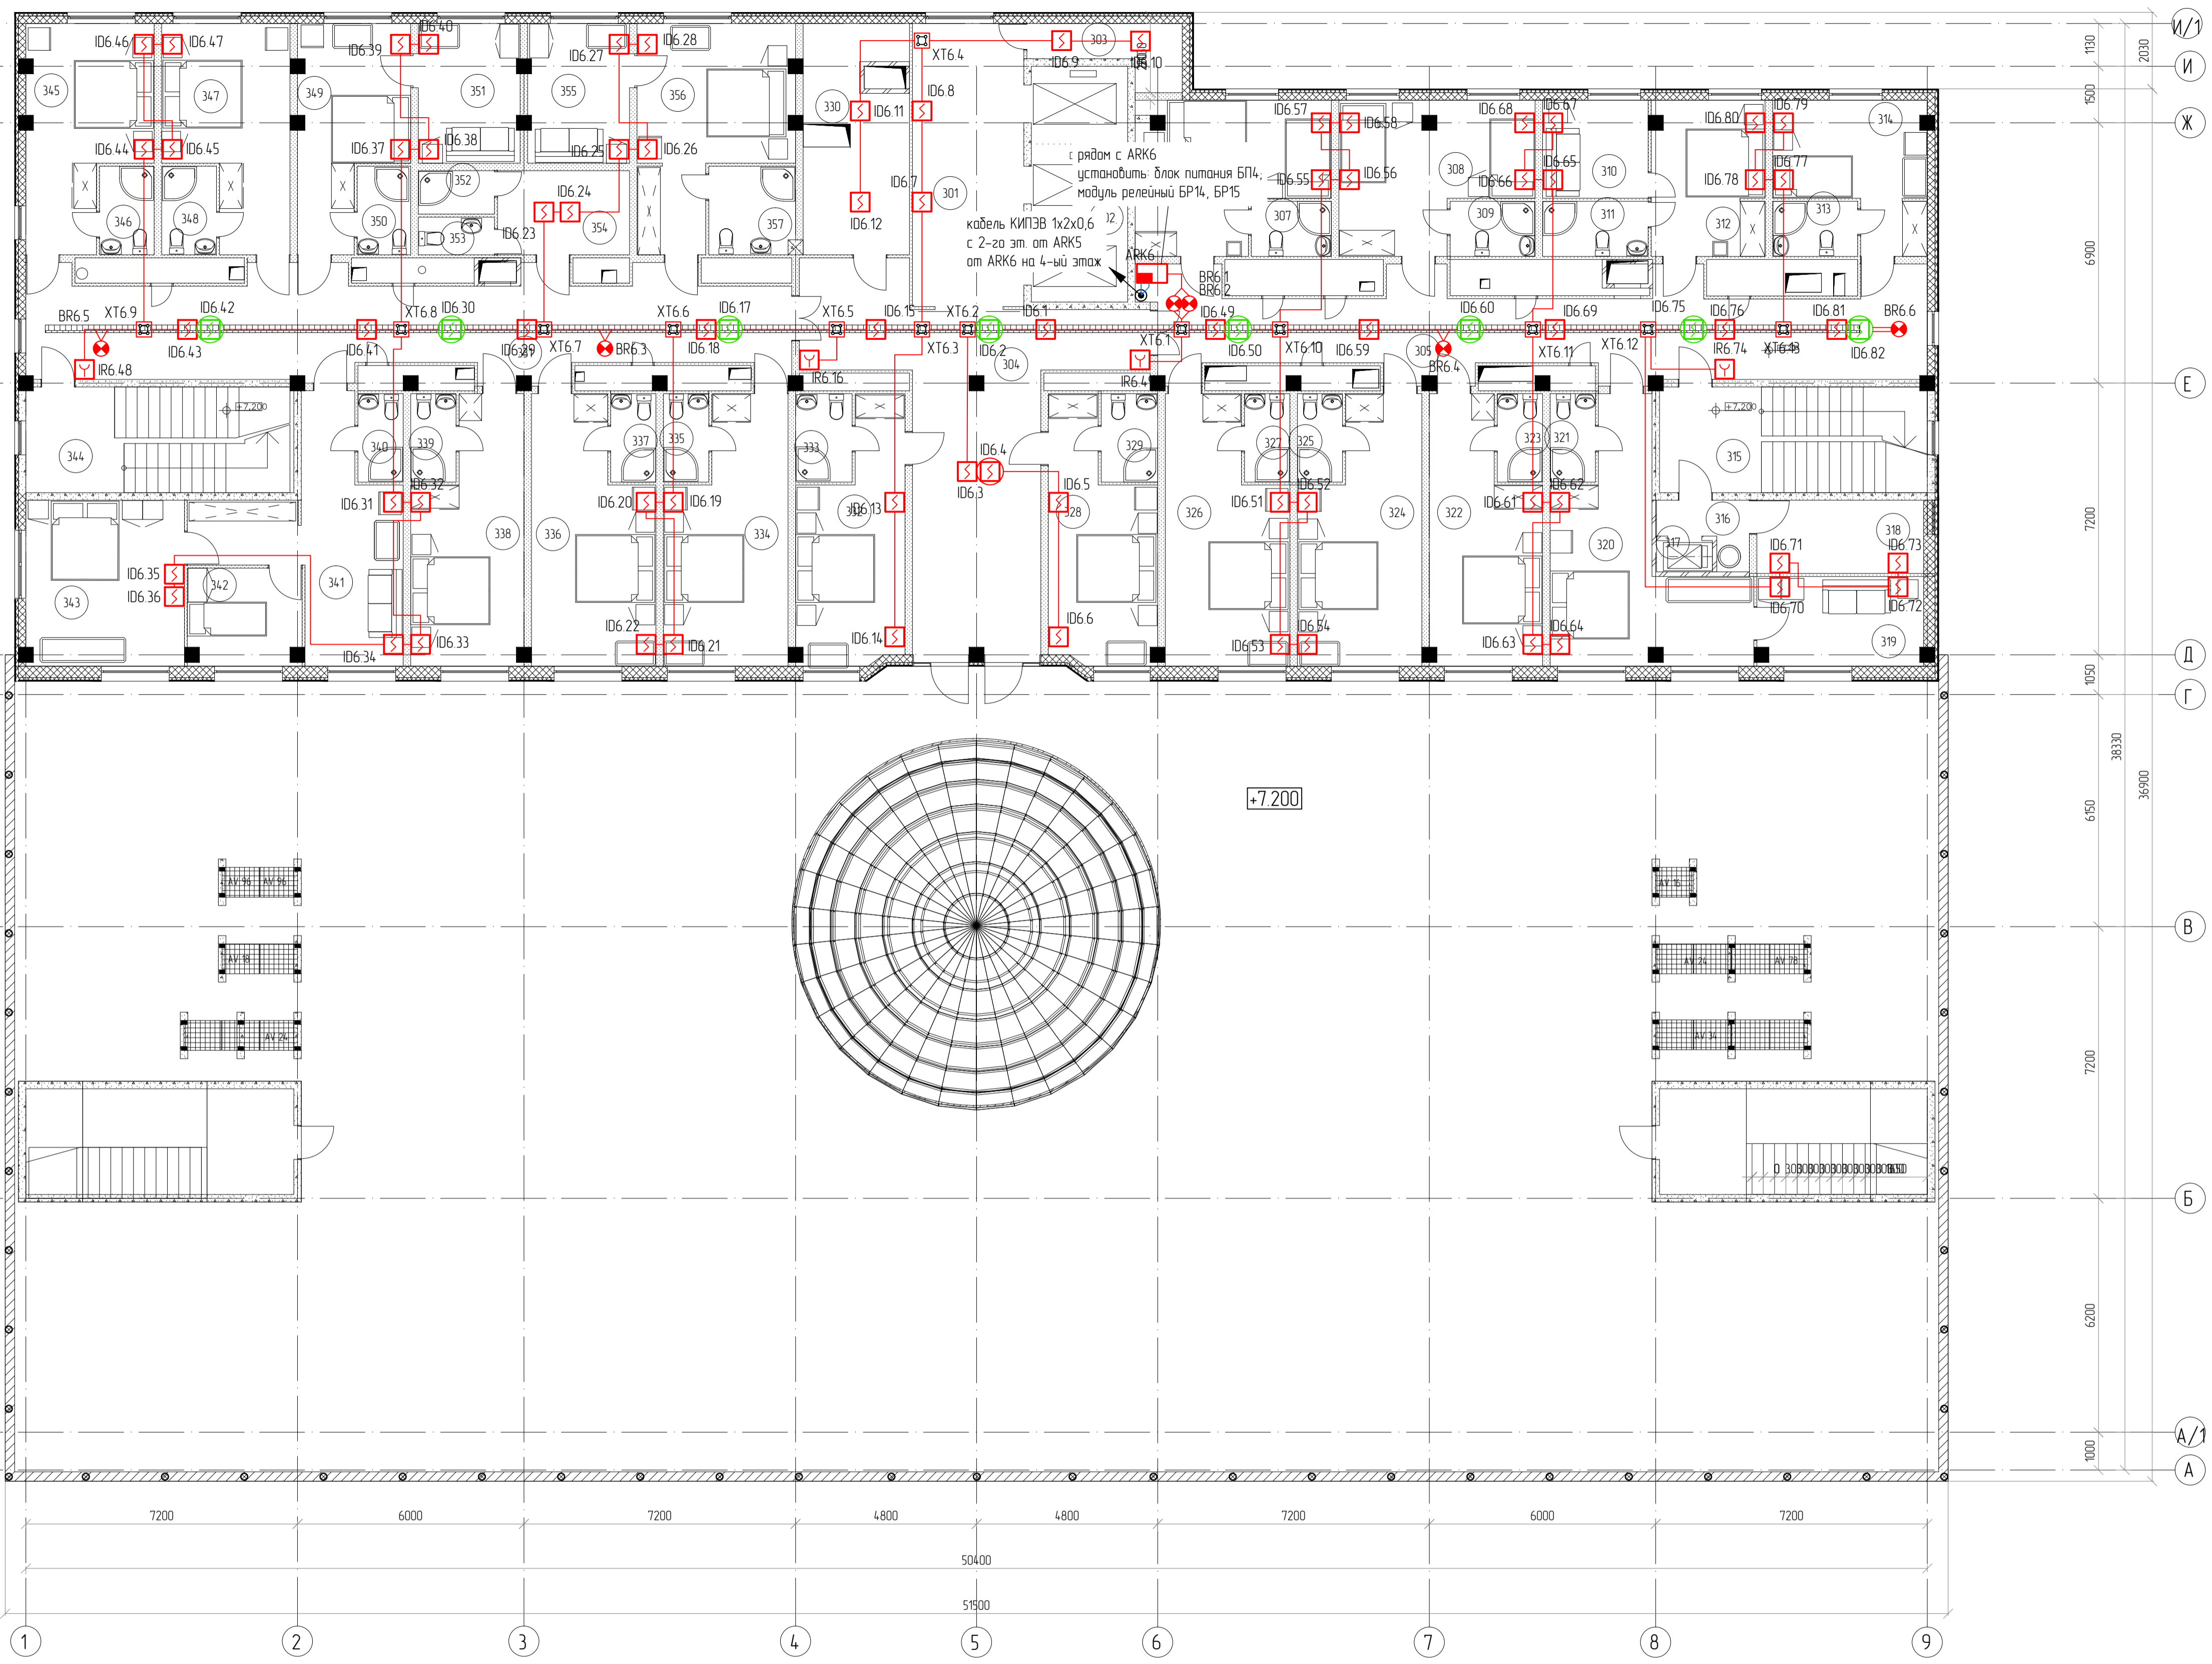 И/1
И
Ж
Е
Д
Г
В
Б
А/1
А
1130
2030
1500
6900
7200
1050
38330
36900
6150
7200
6200
1000
ID6.46
ID6.47
ID6.39
ID6.40
ID6.27
ID6.28
XT6.4
303
ID6.9
345
347
349
351
355
356
330
ID6.11
ID6.8
ID6.57
ID6.58
ID6.68
ID6.67
ID6.80
ID6.79
314
ID6.44
ID6.45
ID6.37
ID6.38
ID6.25
ID6.26
рядом с ARK6
установить: блок питания БП4,
модуль релейный БР14, БР15
ID6.55
ID6.56
308
ID6.66
ID6.65
310
ID6.78
ID6.77
352
ID6.24
ID6.7
301
ID6.12
346
348
350
353
ID6.23
354
357
кабель КИПЭВ 1х2х0,6
с 2-го эт. от ARK5
от ARK6 на 4-ый этаж
307
309
311
312
313
ARK6
BR6.1
BR6.2
BR6.5
XT6.9
ID6.42
XT6.8
ID6.30
XT6.6
ID6.17
XT6.5
ID6.15
XT6.2
ID6.1
ID6.49
ID6.60
ID6.69
ID6.75
ID6.76
ID6.81
BR6.6
ID6.43
ID6.41
ID6.29
XT6.7
BR6.3
ID6.18
XT6.3
ID6.2
XT6.1
ID6.50
XT6.10
ID6.59
305
BR6.4
XT6.11
XT6.12
XT6.13
ID6.82
IR6.48
IR6.16
304
IR6.74
+7.200
+7.200
344
340
339
337
335
333
ID6.4
329
327
325
323
321
315
ID6.3
ID6.31
ID6.32
ID6.20
ID6.19
ID6.13
ID6.5
ID6.51
ID6.52
ID6.61
ID6.62
338
336
334
328
326
324
322
320
316
317
318
ID6.35
ID6.36
342
341
343
ID6.71
ID6.73
ID6.70
ID6.72
ID6.34
ID6.33
ID6.22
ID6.21
ID6.14
ID6.6
ID6.53
ID6.54
ID6.63
ID6.64
319
+7.200
AV 96
AV 96
AV 16
AV 18
AV 24
AV 78
AV 24
AV 34
7200
6000
7200
4800
4800
7200
6000
7200
50400
51500
1
2
3
4
5
6
7
8
9